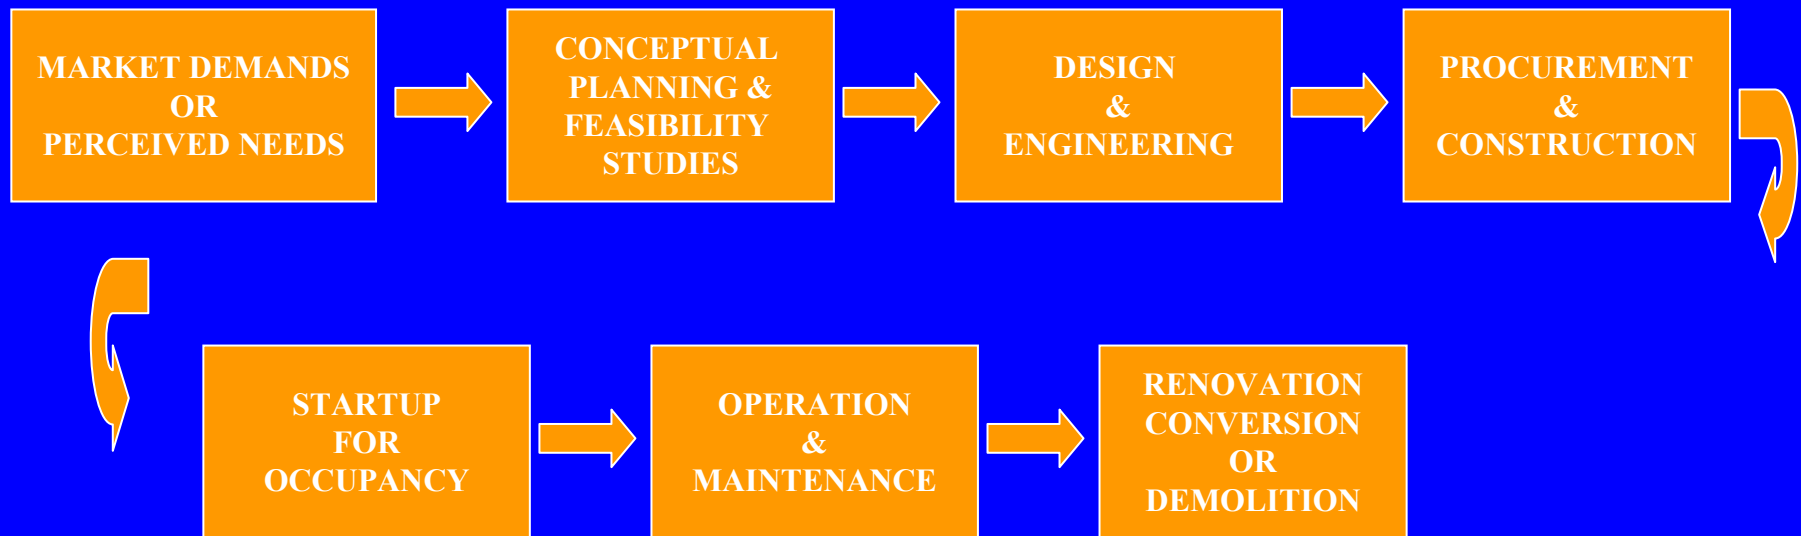 MARKET DEMANDS
OR
PERCEIVED NEEDS
CONCEPTUAL
PLANNING &
FEASIBILITY
STUDIES
DESIGN
&
ENGINEERING
PROCUREMENT
&
CONSTRUCTION
STARTUP
FOR
OCCUPANCY
OPERATION
&
MAINTENANCE
RENOVATION
CONVERSION
OR
DEMOLITION